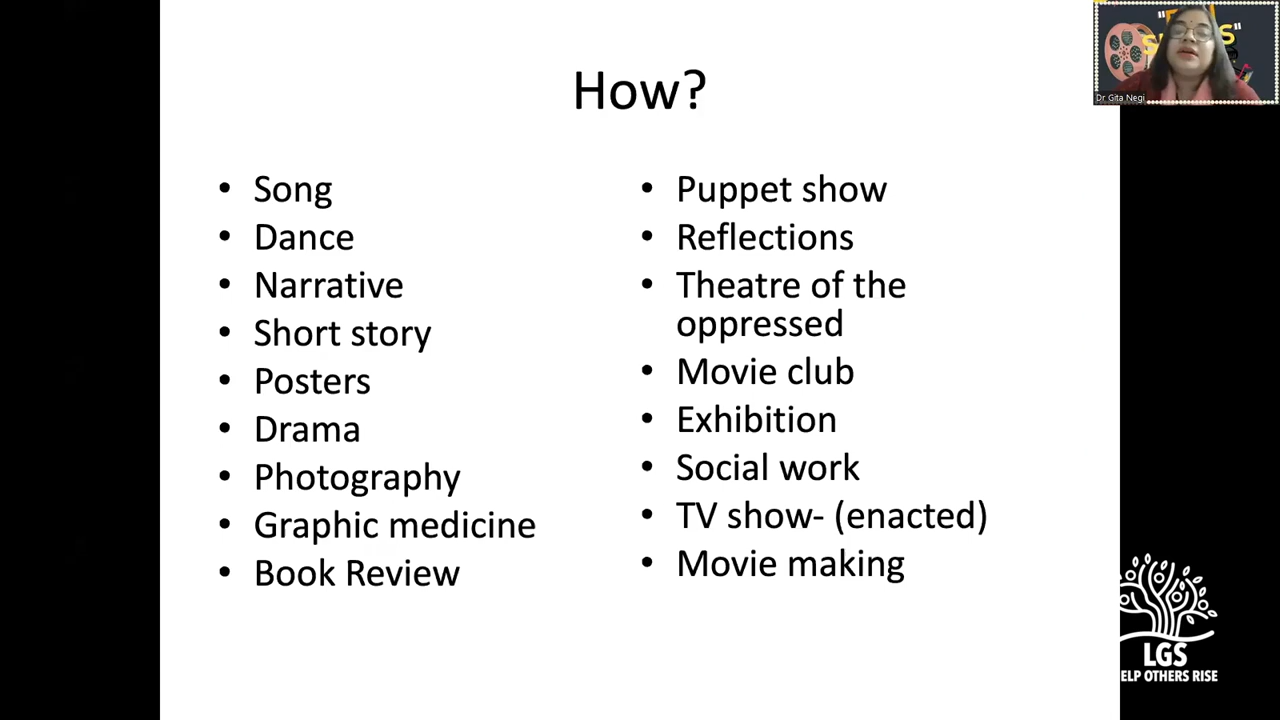 How?
• Song
• Dance
• Narrative
• Short story
• Posters
• Drama
• Photography
• Graphic medicine
• Book Review
• Puppet show
• Reflections
• Theatre of the
oppressed
• Movie club
• Exhibition
• Social work
• TV show- (enacted)
• Movie making
Dr Gita Negi
LGS
ELP OTHERS RISE